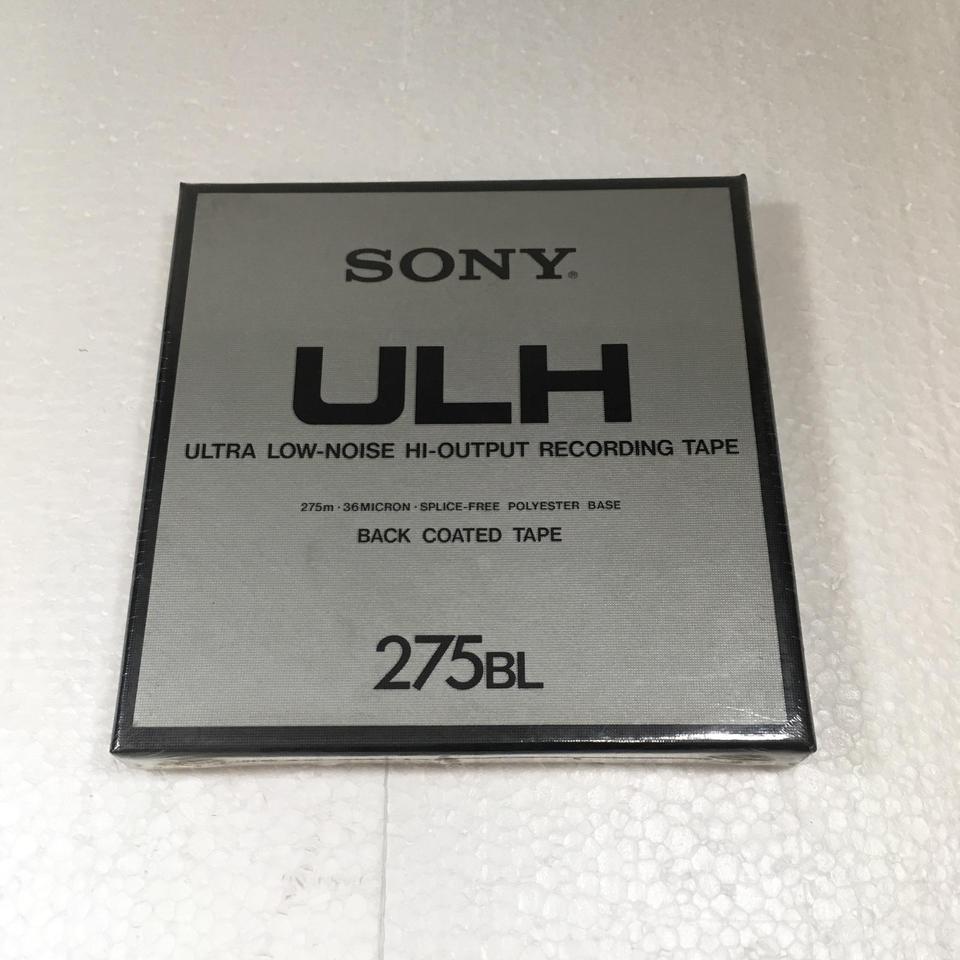 SONY®
ULH
ULTRA LOW-NOISE HI-OUTPUT RECORDING TAPE
275m · 36MICRON · SPLICE-FREE POLYESTER BASE
BACK COATED TAPE
275BL